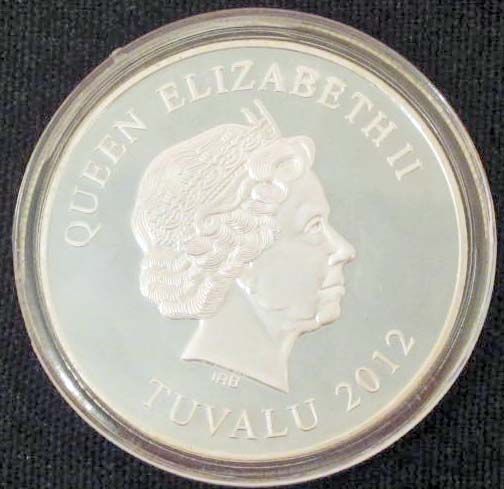 QUEEN ELIZABETH II
IRB
TUVALU 2012